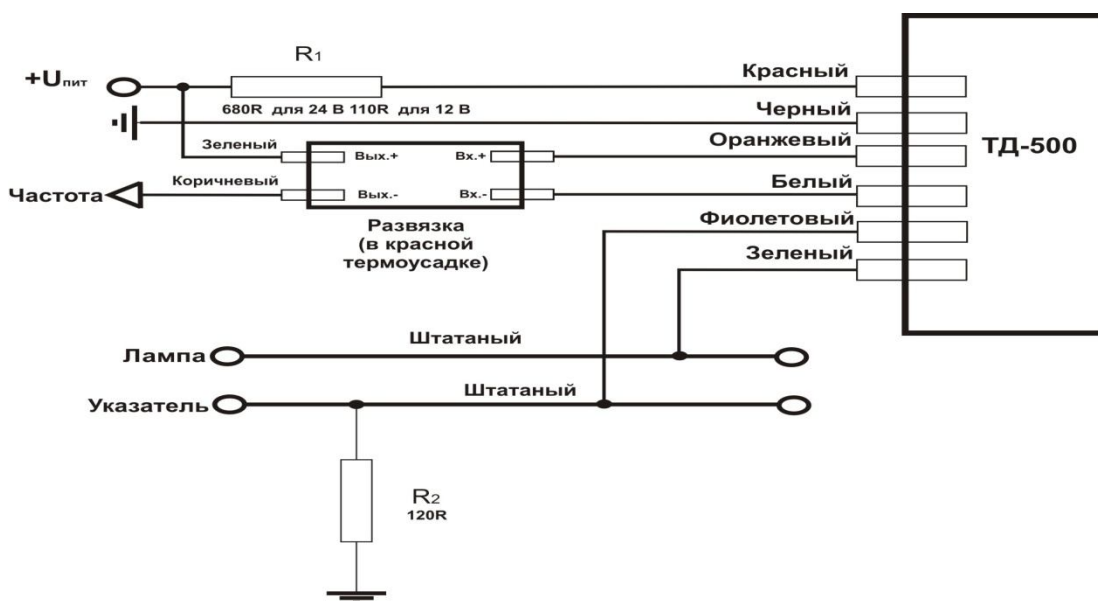 R1
+Uпит
680R для 24 В 110R для 12 В
Красный
Черный
Оранжевый
Белый
Фиолетовый
Зеленый
ТД-500
Зеленый
Вых.+
Вх.+
Коричневый
Вых.-
Вх.-
Частота
Развязка
(в красной
термоусадке)
Штатаный
Лампа
Штатаный
Указатель
R2
120R